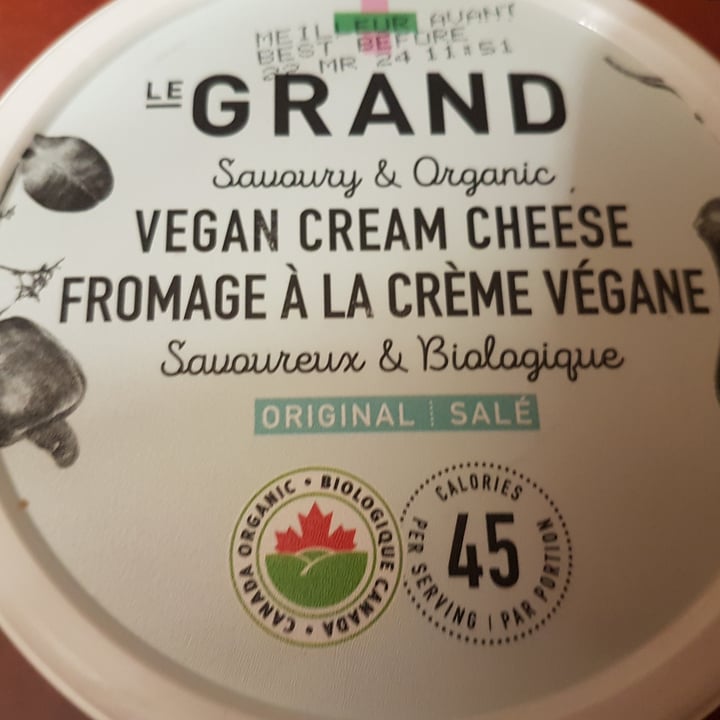 MEILLEUR AVANT
BEST BEFORE
22 MR 24 11:51
LE GRAND
Savoury & Organic
VEGAN CREAM CHEESE
FROMAGE À LA CRÈME VÉGANE
Savoureux & Biologique
ORIGINAL SALÉ
CANADA ORGANIC • BIOLOGIQUE CANADA •
CALORIES
45
PER SERVING | PAR PORTION